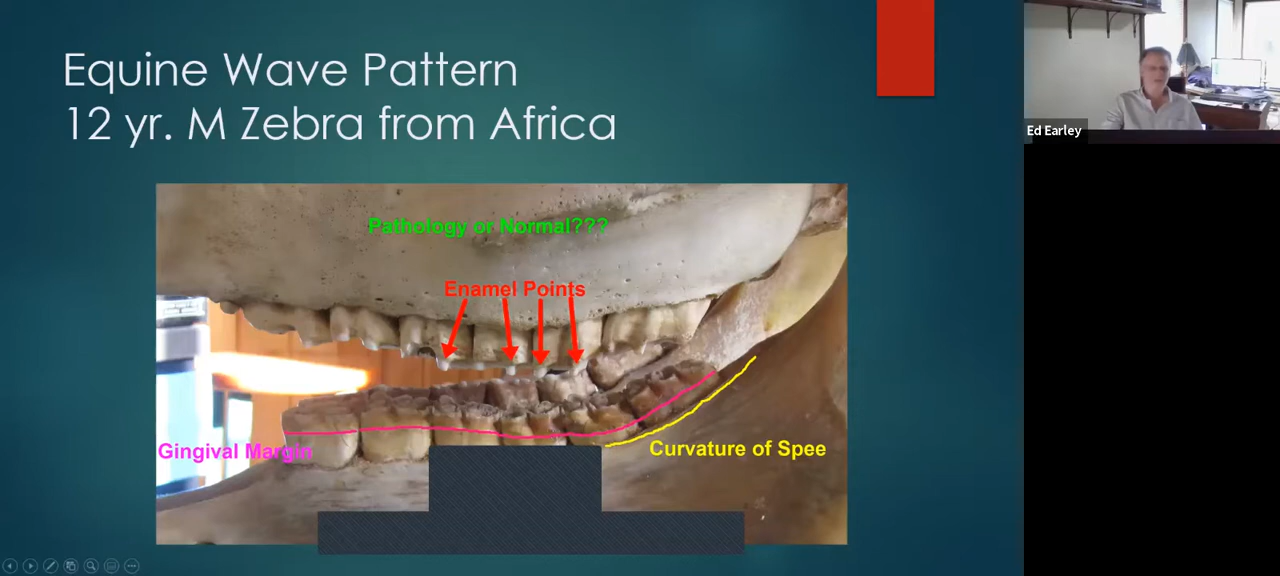 Equine Wave Pattern
12 yr. M Zebra from Africa
Ed Earley
Pathology or Normal???
Enamel Points
Gingival Margin
Curvature of Spee